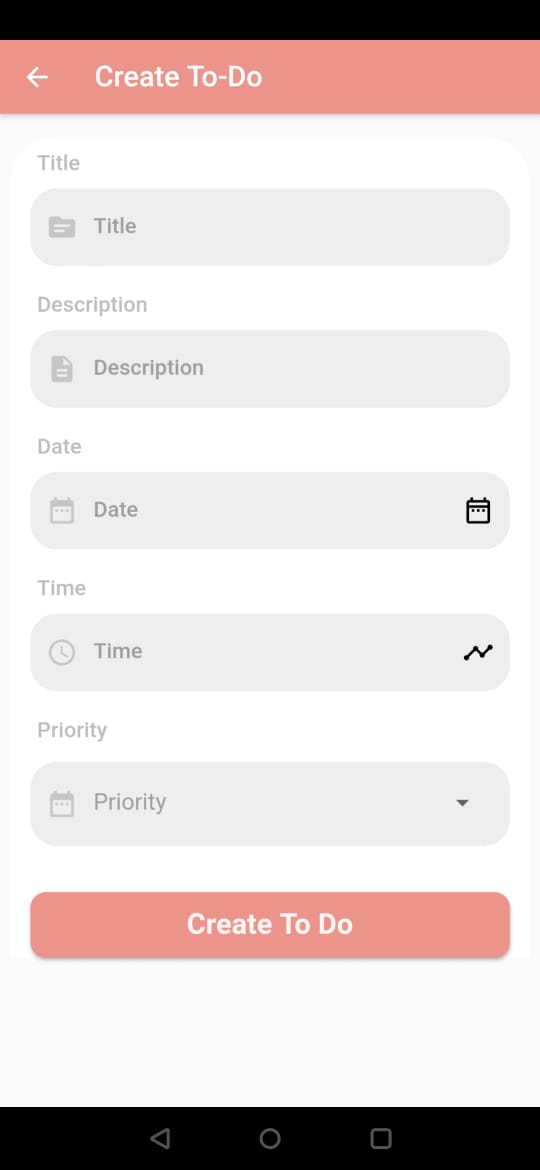 Create To-Do
Title
Title
Description
Description
Date
Date
Time
Time
Priority
Priority
Create To Do